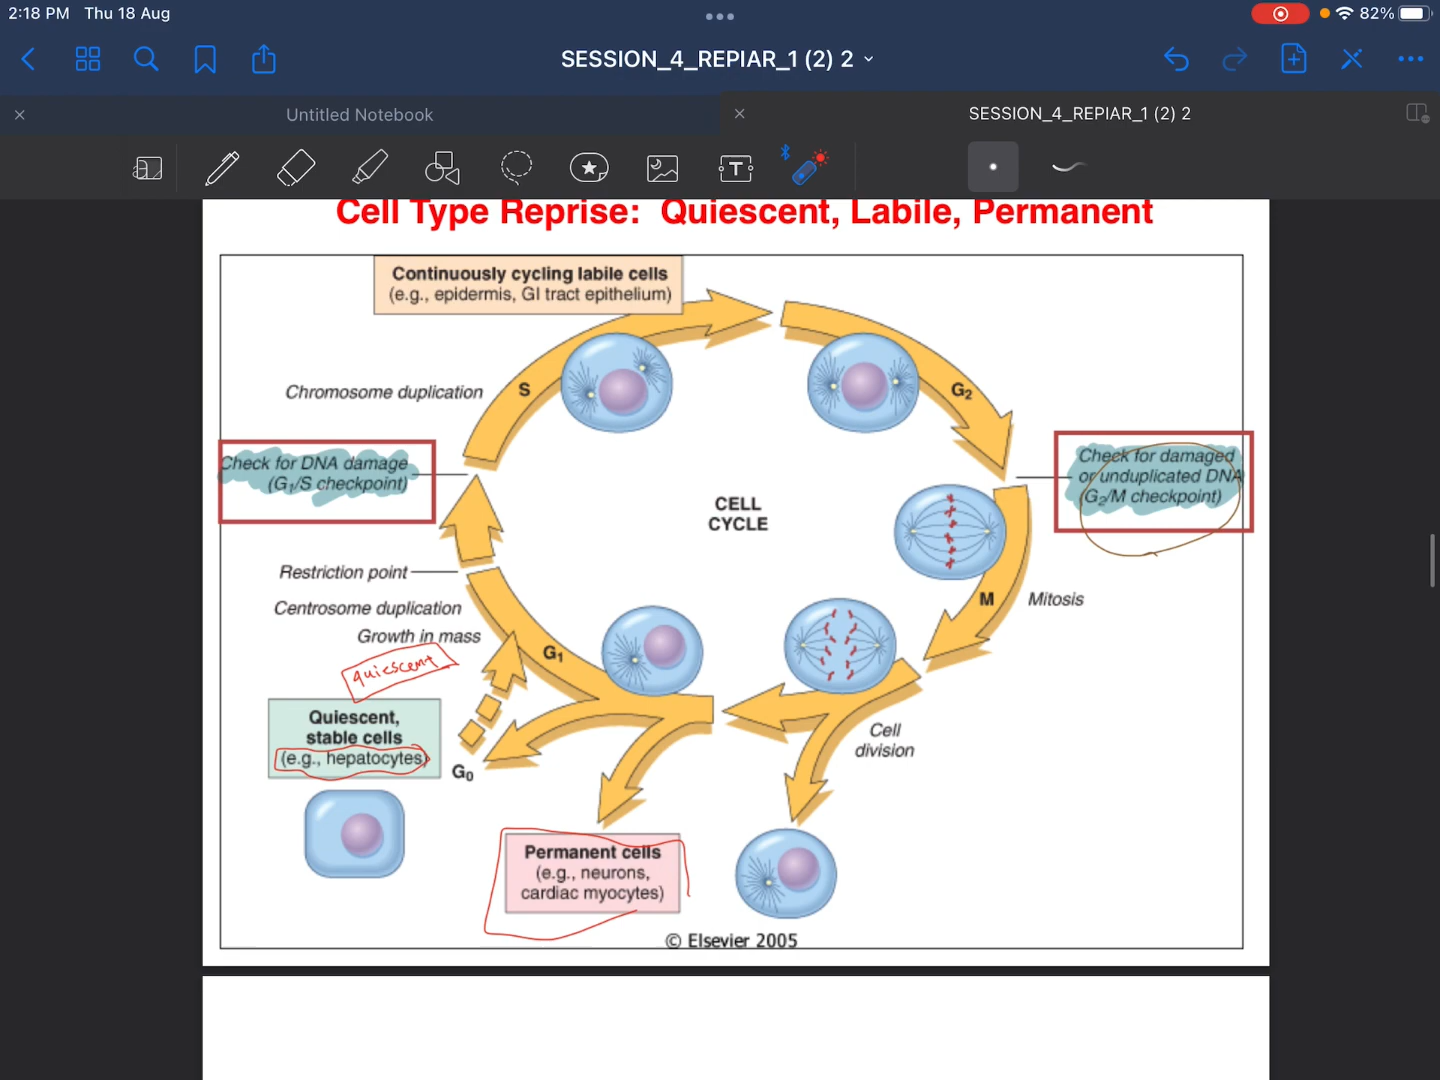 2:18 PM Thu 18 Aug
82%
SESSION_4_REPIAR_1 (2) 2
Untitled Notebook
SESSION_4_REPIAR_1 (2) 2
Cell Type Reprise: Quiescent, Labile, Permanent
Continuously cycling labile cells
(e.g., epidermis, GI tract epithelium)
Chromosome duplication
S
G₂
Check for DNA damage
(G₁/S checkpoint)
Check for damaged
or unduplicated DNA
(G₂/M checkpoint)
CELL
CYCLE
Restriction point
Centrosome duplication
Growth in mass
M
Mitosis
G₁
quiescent
Quiescent,
stable cells
(e.g., hepatocytes)
G₀
Cell
division
Permanent cells
(e.g., neurons,
cardiac myocytes)
© Elsevier 2005